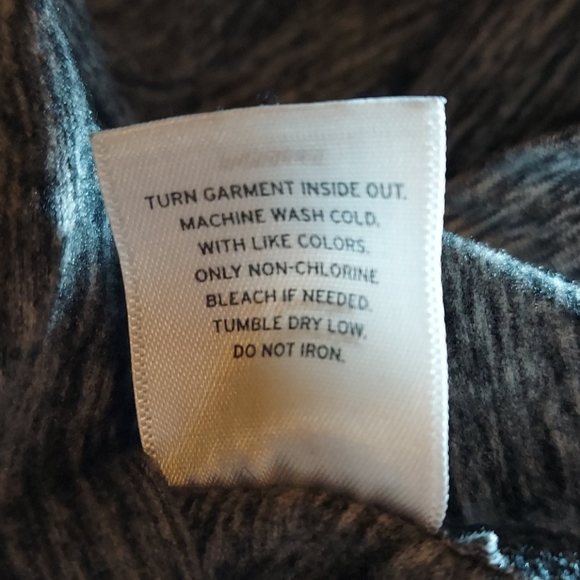 TURN GARMENT INSIDE OUT.
MACHINE WASH COLD,
WITH LIKE COLORS.
ONLY NON-CHLORINE
BLEACH IF NEEDED.
TUMBLE DRY LOW,
DO NOT IRON.